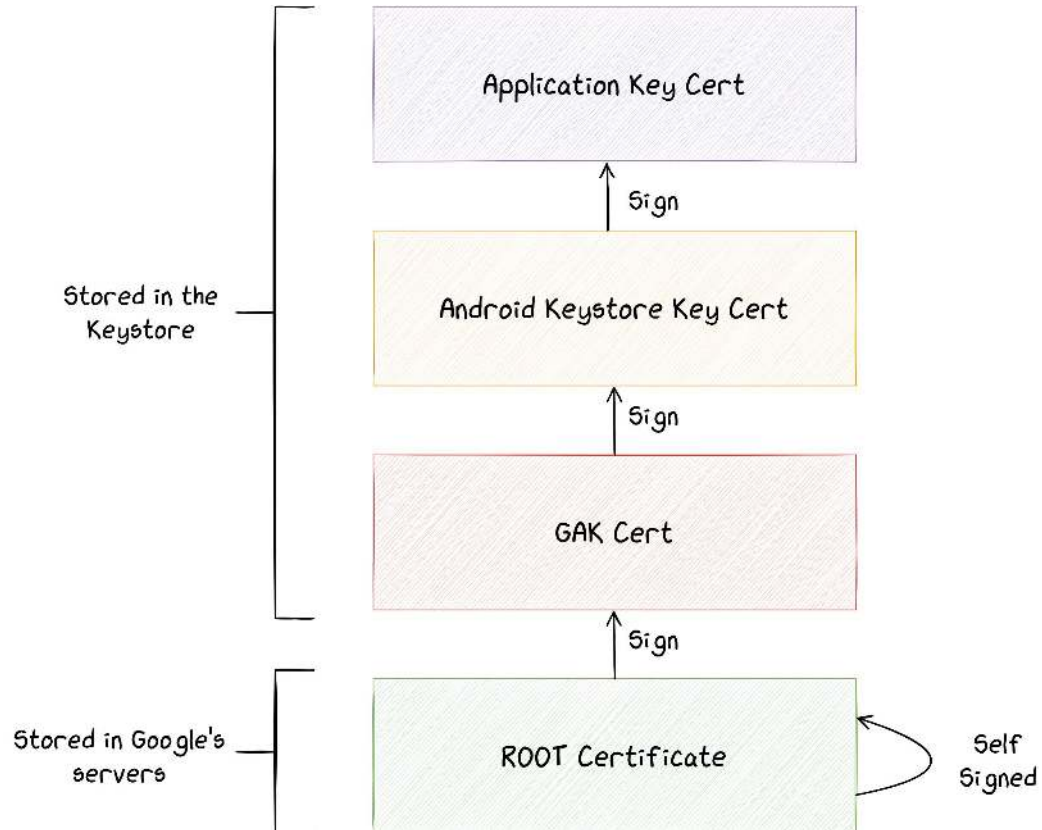 Application Key Cert
Sign
Stored in the
Keystore
Android Keystore Key Cert
Sign
GAK Cert
Sign
Stored in Google's
servers
ROOT Certificate
Self
Signed